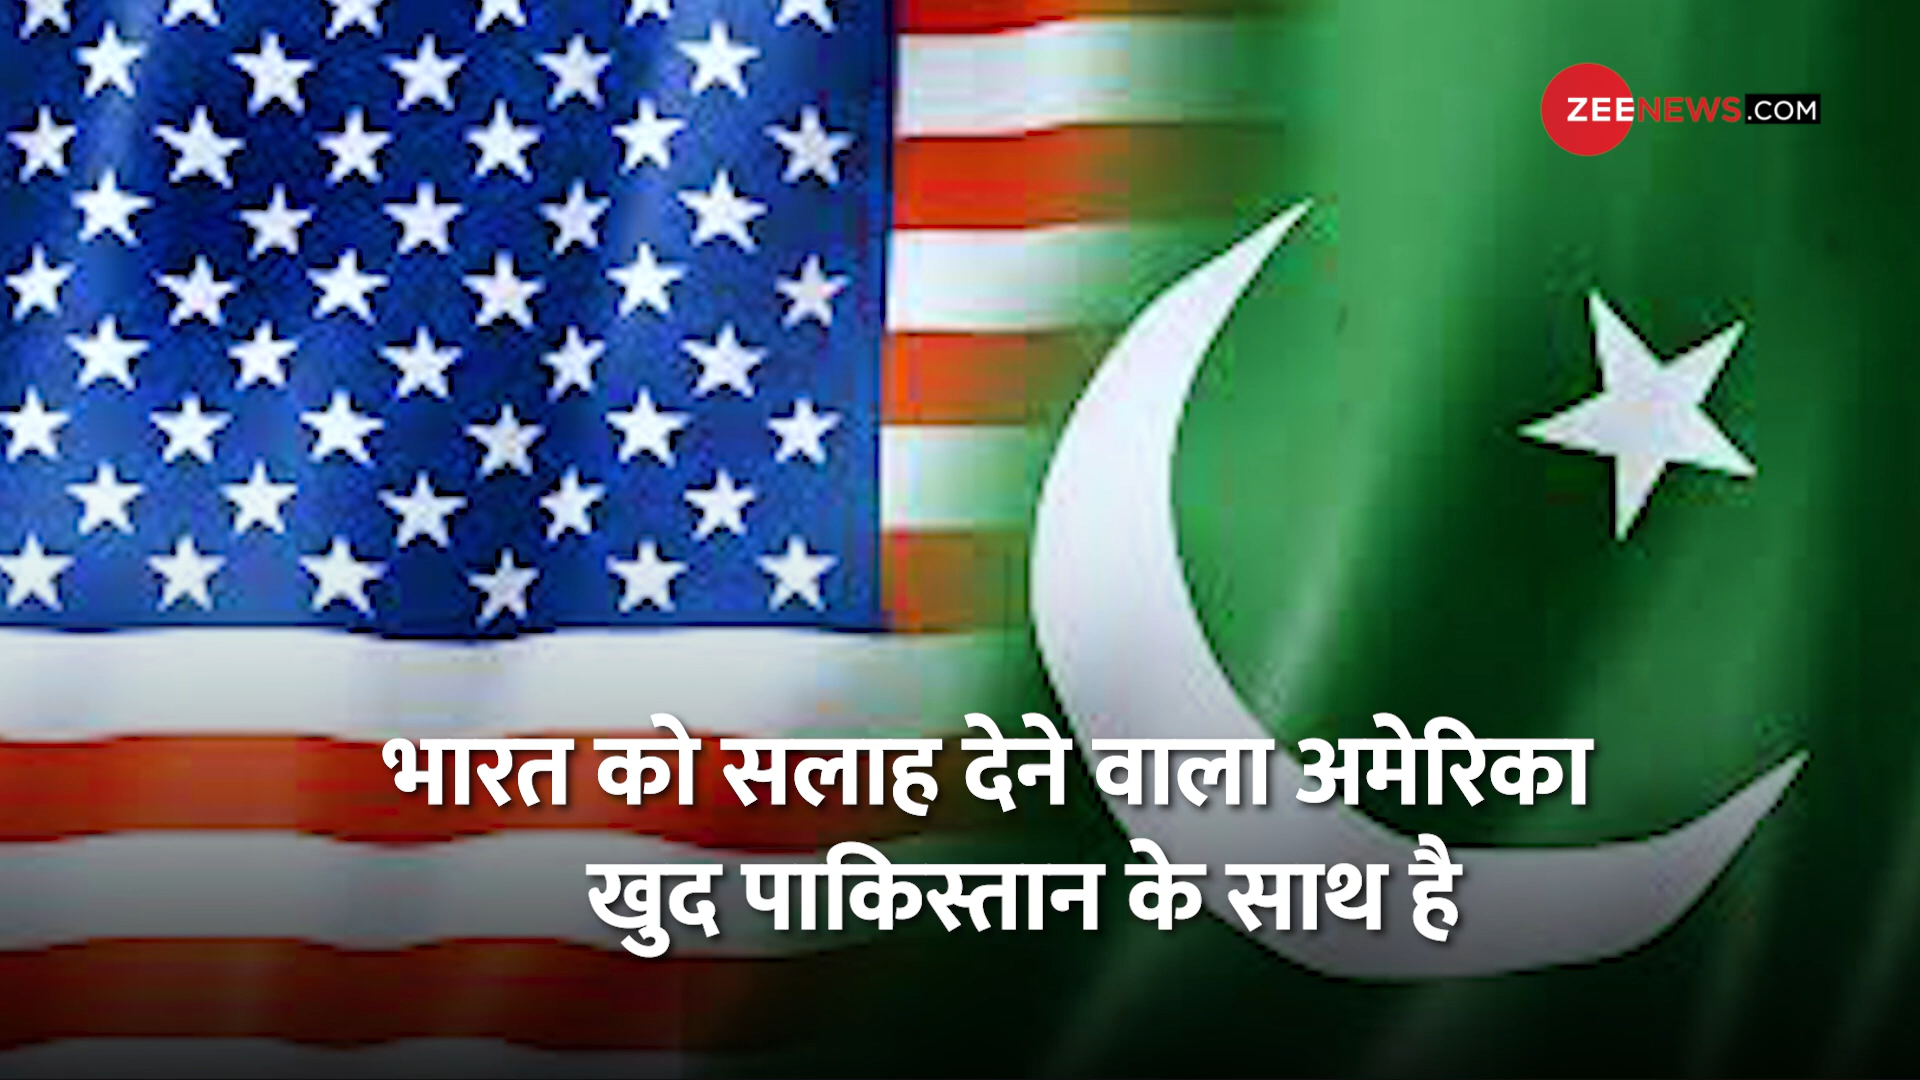 ZEENEWS.COM
भारत को सलाह देने वाला अमेरिका
खुद पाकिस्तान के साथ है